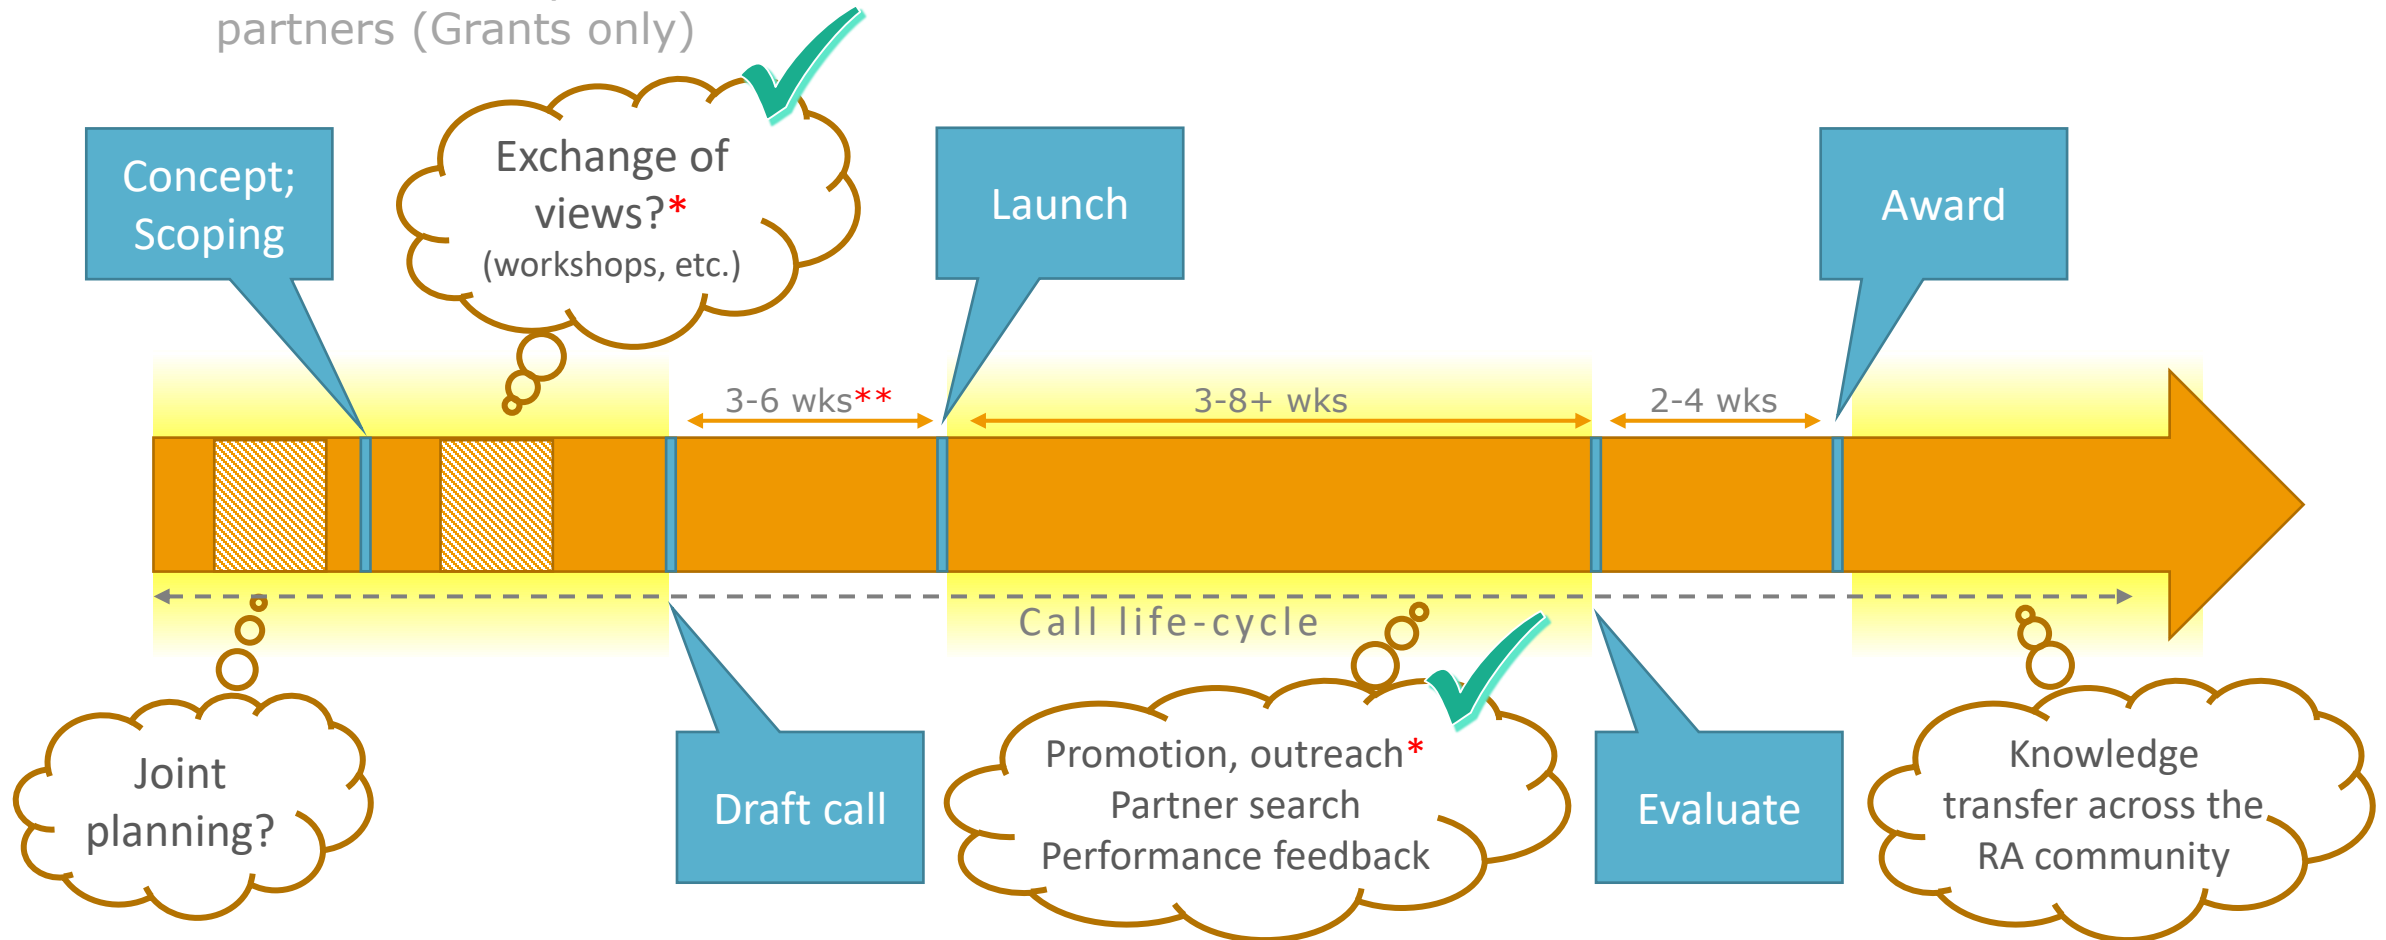 partners (Grants only)
Concept;
Scoping
Exchange of
views?*
(workshops, etc.)
Launch
Award
3-6 wks**
3-8+ wks
2-4 wks
Call life-cycle
Joint
planning?
Draft call
Promotion, outreach*
Partner search
Performance feedback
Evaluate
Knowledge
transfer across the
RA community